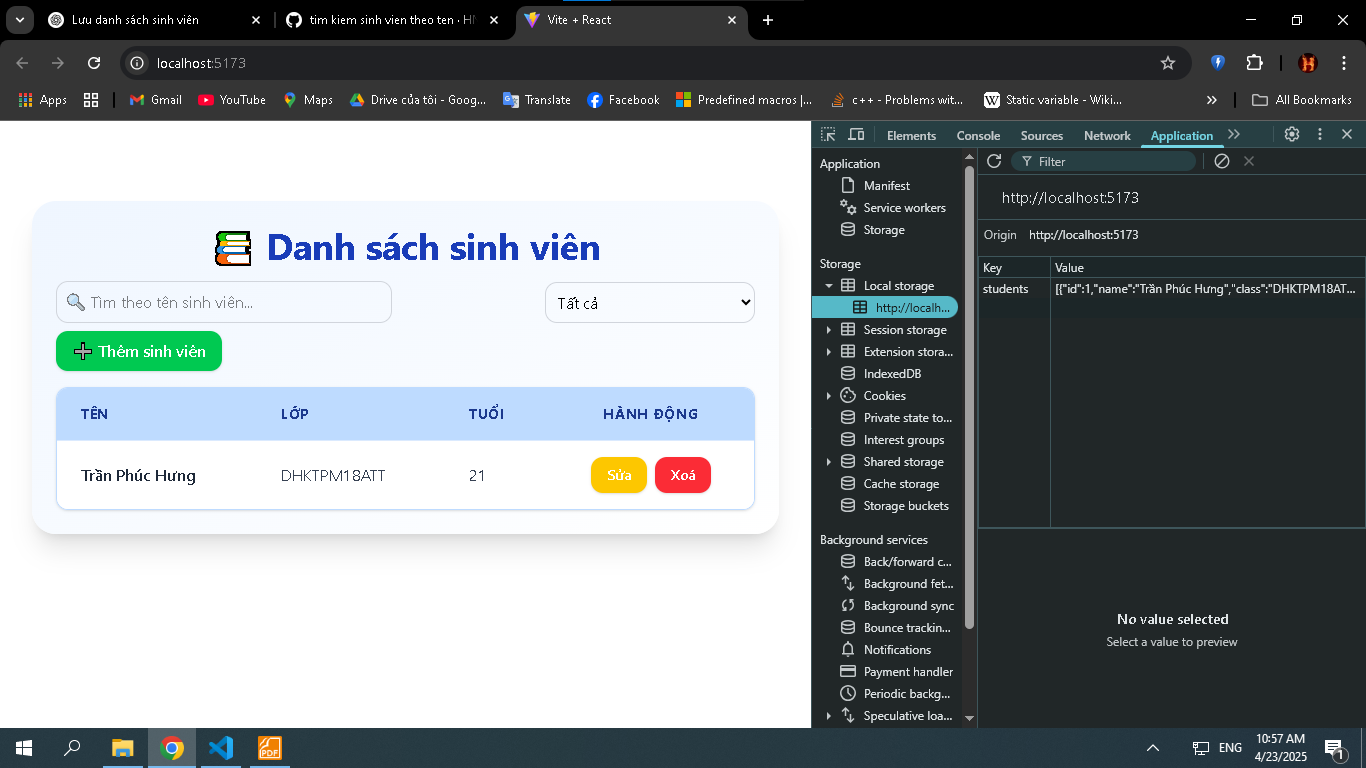 Lưu danh sách sinh viên
tim kiem sinh vien theo ten · HN
Vite + React
localhost:5173
Apps
Gmail
YouTube
Maps
Drive của tôi - Goog...
Translate
Facebook
Predefined macros |...
c++ - Problems wit...
Static variable - Wiki...
All Bookmarks
Danh sách sinh viên
Tìm theo tên sinh viên...
Tất cả
Thêm sinh viên
TÊN LỚP TUỔI HÀNH ĐỘNG
Trần Phúc Hưng DHKTPM18ATT 21 Sửa Xoá
Elements Console Sources Network Application
Application
Manifest
Service workers
Storage
Storage
Local storage
http://localh...
Session storage
Extension stora...
IndexedDB
Cookies
Private state to...
Interest groups
Shared storage
Cache storage
Storage buckets
Background services
Back/forward c...
Background fet...
Background sync
Bounce trackin...
Notifications
Payment handler
Periodic backg...
Speculative loa...
Filter
http://localhost:5173
Origin http://localhost:5173
Key Value
students [{"id":1,"name":"Trần Phúc Hưng","class":"DHKTPM18AT...
No value selected
Select a value to preview
ENG
10:57 AM
4/23/2025
1
PDF